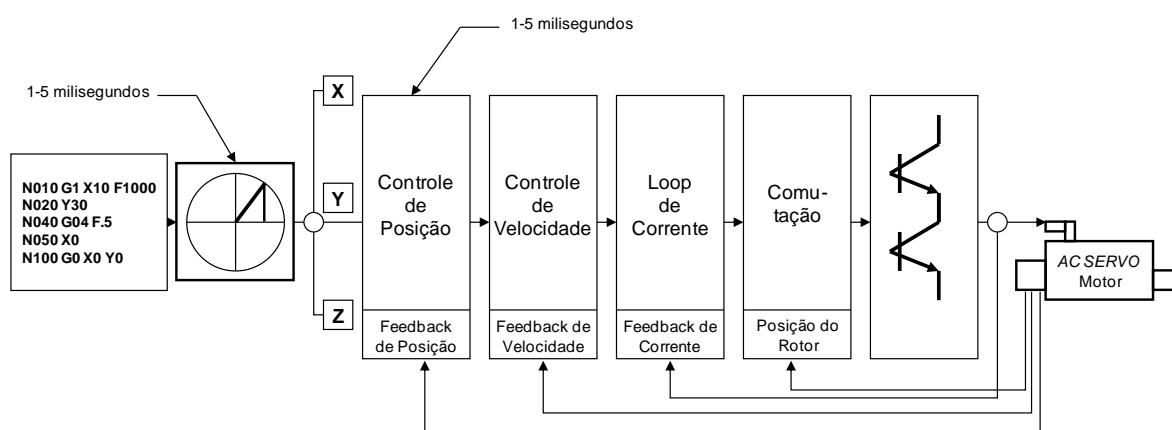 1-5 milisegundos
1-5 milisegundos
N010 G1 X10 F1000
N020 Y30
N040 G04 F.5
N050 X0
N100 G0 X0 Y0
X
Y
Z
Controle
de
Posição
Feedback
de Posição
Controle
de
Velocidade
Feedback de
Velocidade
Loop
de
Corrente
Feedback de
Corrente
Comu-
tação
Posição do
Rotor
AC SERVO
Motor